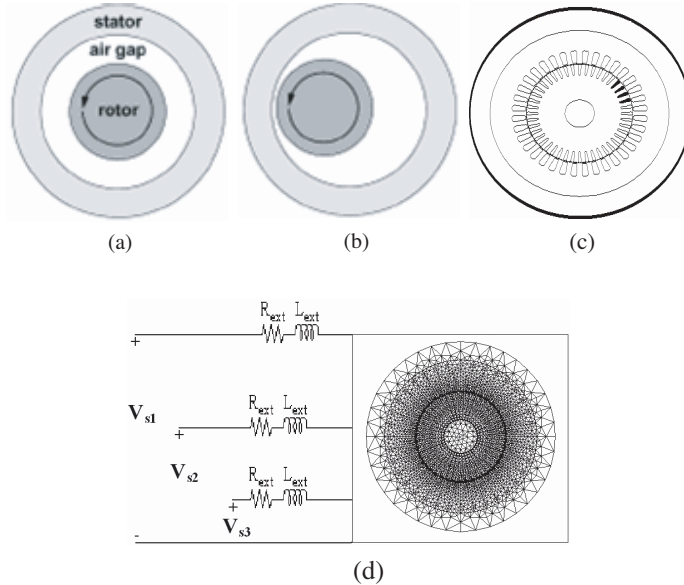 stator
air gap
rotor
(a)
(b)
(c)
R_ext L_ext
+
V_s1
R_ext L_ext
+
V_s2
R_ext L_ext
+
V_s3
-
(d)